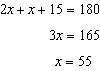 2x + x + 15 = 180
3x = 165
x = 55